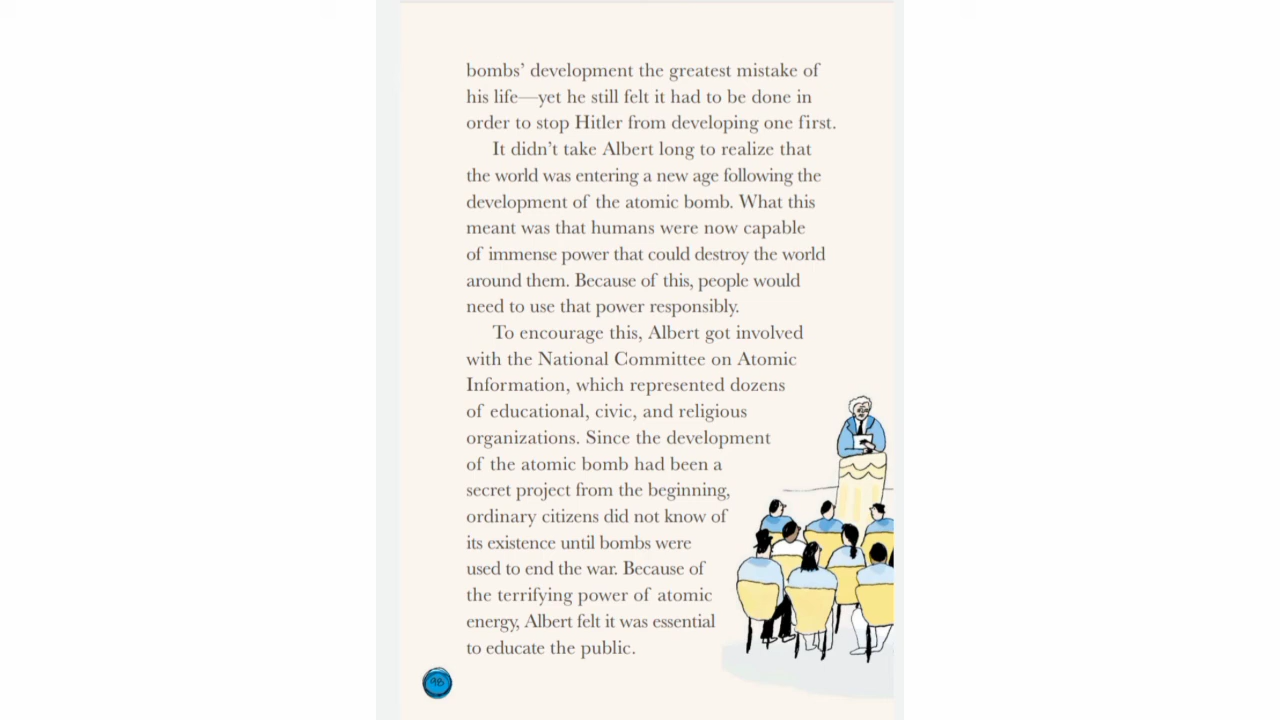 bombs’ development the greatest mistake of
his life—yet he still felt it had to be done in
order to stop Hitler from developing one first.
It didn’t take Albert long to realize that
the world was entering a new age following the
development of the atomic bomb. What this
meant was that humans were now capable
of immense power that could destroy the world
around them. Because of this, people would
need to use that power responsibly.
To encourage this, Albert got involved
with the National Committee on Atomic
Information, which represented dozens
of educational, civic, and religious
organizations. Since the development
of the atomic bomb had been a
secret project from the beginning,
ordinary citizens did not know of
its existence until bombs were
used to end the war. Because of
the terrifying power of atomic
energy, Albert felt it was essential
to educate the public.
98